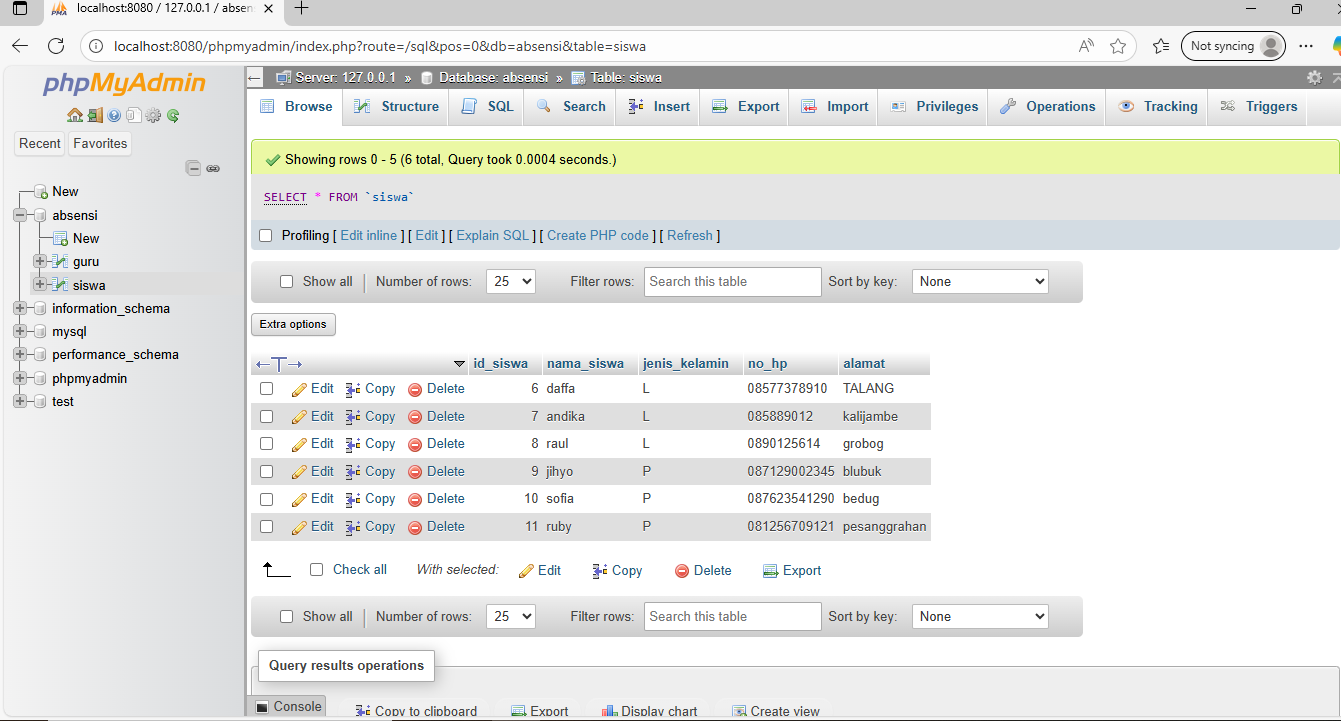 localhost:8080 / 127.0.0.1 / absen
localhost:8080/phpmyadmin/index.php?route=/sql&pos=0&db=absensi&table=siswa
Not syncing
phpMyAdmin
Recent Favorites
New
absensi
New
guru
siswa
information_schema
mysql
performance_schema
phpmyadmin
test
Server: 127.0.0.1 » Database: absensi » Table: siswa
Browse Structure SQL Search Insert Export Import Privileges Operations Tracking Triggers
Showing rows 0 - 5 (6 total, Query took 0.0004 seconds.)
SELECT * FROM `siswa`
Profiling [ Edit inline ] [ Edit ] [ Explain SQL ] [ Create PHP code ] [ Refresh ]
Show all Number of rows: 25 Filter rows: Search this table Sort by key: None
Extra options
id_siswa nama_siswa jenis_kelamin no_hp alamat
Edit Copy Delete 6 daffa L 08577378910 TALANG
Edit Copy Delete 7 andika L 085889012 kalijambe
Edit Copy Delete 8 raul L 0890125614 grobog
Edit Copy Delete 9 jihyo P 087129002345 blubuk
Edit Copy Delete 10 sofia P 087623541290 bedug
Edit Copy Delete 11 ruby P 081256709121 pesanggrahan
Check all With selected: Edit Copy Delete Export
Show all Number of rows: 25 Filter rows: Search this table Sort by key: None
Query results operations
Console
Copy to clipboard Export Display chart Create view